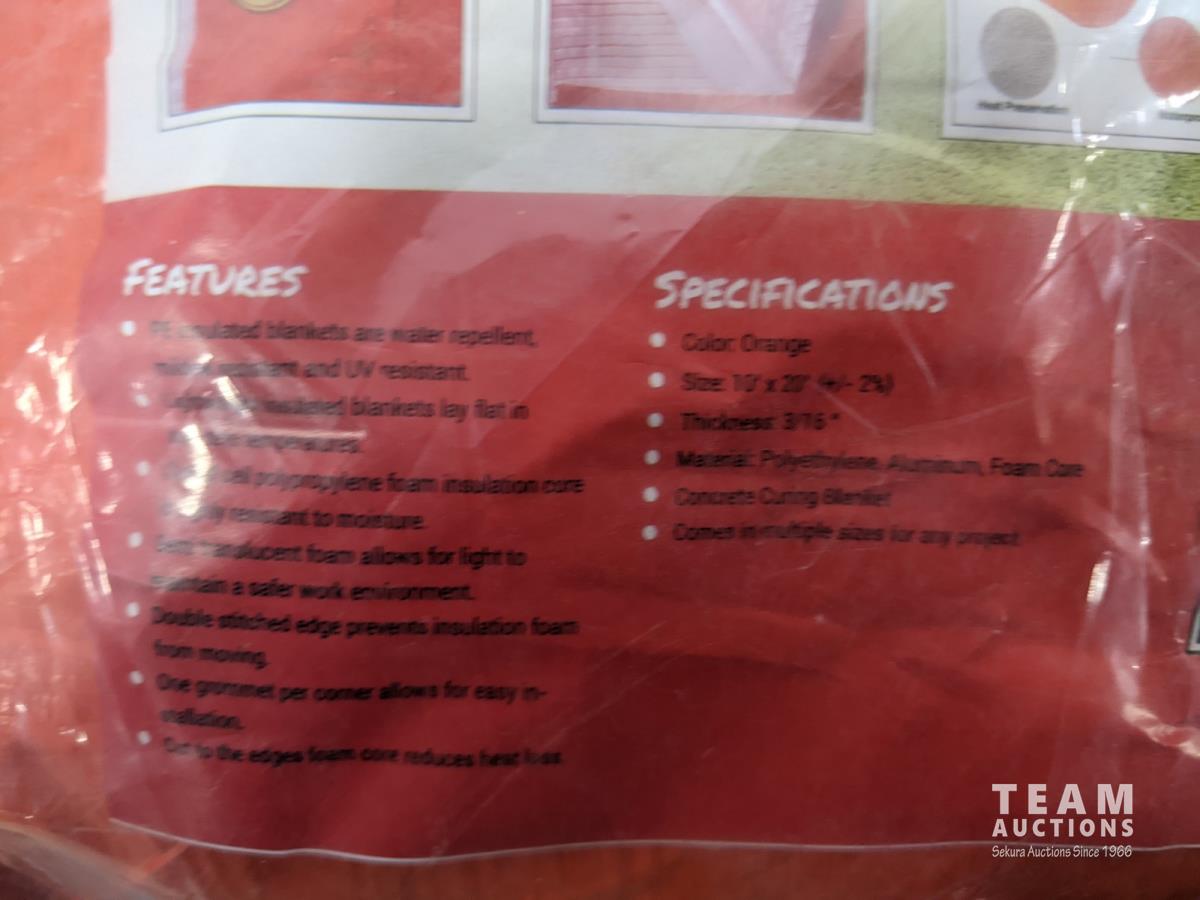 Heat Preservation
FEATURES
PE insulated blankets are water repellent,
mildew resistant and UV resistant.
insulated blankets lay flat in
temperatures.
cell polypropylene foam insulation core
resistant to moisture.
translucent foam allows for light to
maintain a safer work environment.
Double stitched edge prevents insulation foam
from moving.
One grommet per corner allows for easy in-
stallation.
to the edges foam core reduces heat loss.
SPECIFICATIONS
Color: Orange
Size: 10' x 20' (+/- 2%)
Thickness: 3/16 "
Material: Polyethylene, Aluminum, Foam Core
Concrete Curing Blanket
Comes in multiple sizes for any project
TEAM
AUCTIONS
Sekura Auctions Since 1966